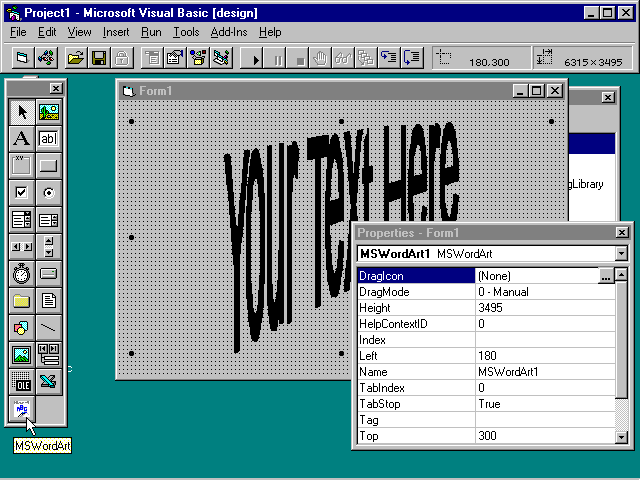 Project1 - Microsoft Visual Basic [design]
File Edit View Insert Run Tools Add-Ins Help
180,300 6315×3495
Form1
A ab|
xv
Your Text Here
gLibrary
Properties - Form1
MSWordArt1 MSWordArt
DragIcon (None) ...
DragMode 0 - Manual
Height 3495
HelpContextID 0
Index
Left 180
Name MSWordArt1
TabIndex 0
TabStop True
Tag
Top 300
OLE
MSWordArt